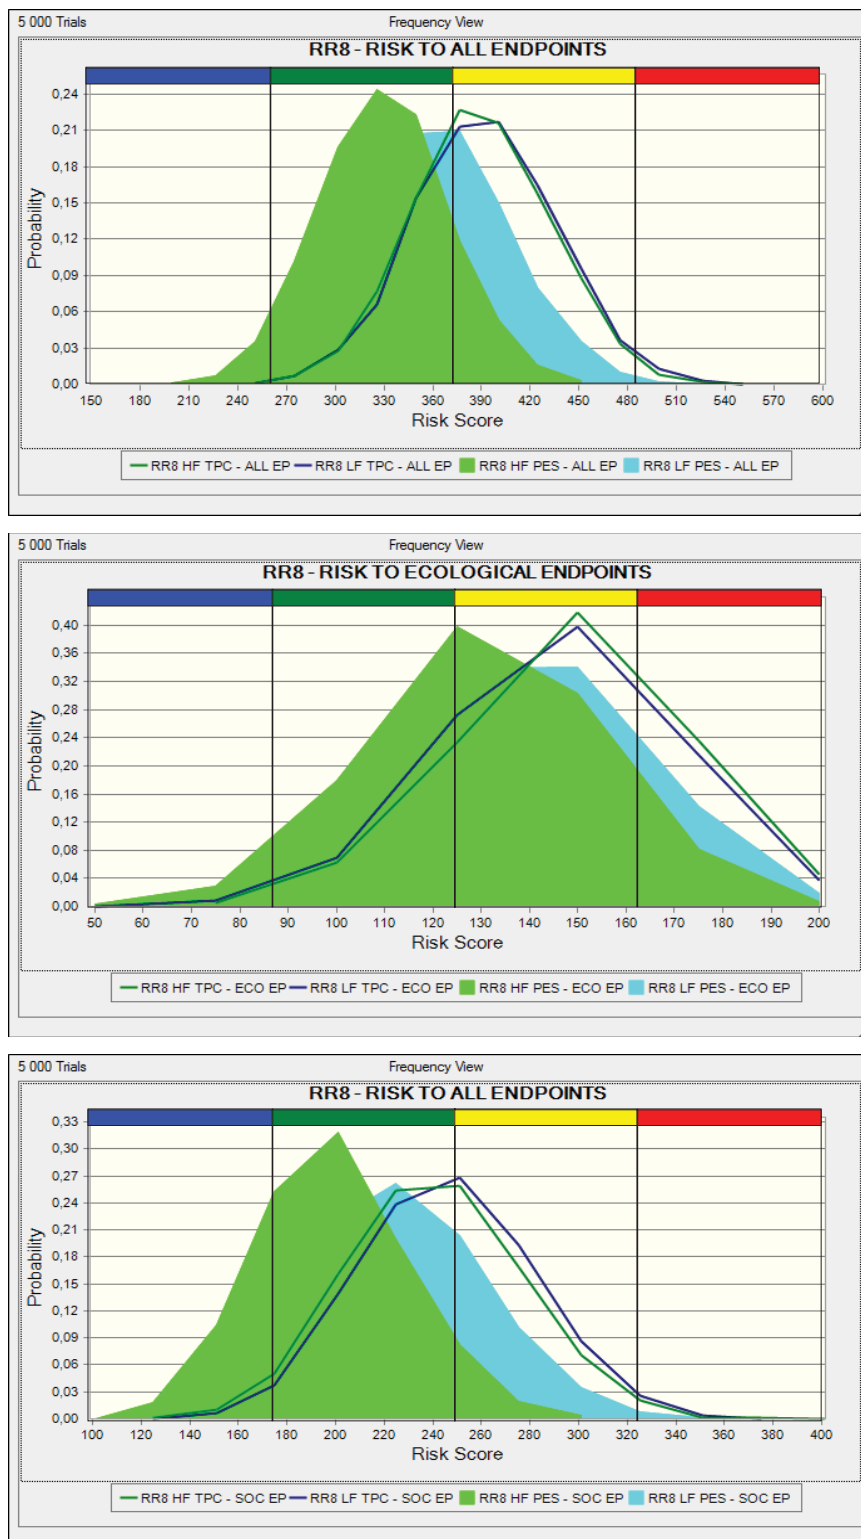 5 000 Trials Frequency View
RR8 - RISK TO ALL ENDPOINTS
0,24
0,21
0,18
0,15
0,12
0,09
0,06
0,03
0,00
Probability
150 180 210 240 270 300 330 360 390 420 450 480 510 540 570 600
Risk Score
RR8 HF TPC - ALL EP RR8 LF TPC - ALL EP RR8 HF PES - ALL EP RR8 LF PES - ALL EP
5 000 Trials Frequency View
RR8 - RISK TO ECOLOGICAL ENDPOINTS
0,40
0,36
0,32
0,28
0,24
0,20
0,16
0,12
0,08
0,04
0,00
Probability
50 60 70 80 90 100 110 120 130 140 150 160 170 180 190 200
Risk Score
RR8 HF TPC - ECO EP RR8 LF TPC - ECO EP RR8 HF PES - ECO EP RR8 LF PES - ECO EP
5 000 Trials Frequency View
RR8 - RISK TO ALL ENDPOINTS
0,33
0,30
0,27
0,24
0,21
0,18
0,15
0,12
0,09
0,06
0,03
0,00
Probability
100 120 140 160 180 200 220 240 260 280 300 320 340 360 380 400
Risk Score
RR8 HF TPC - SOC EP RR8 LF TPC - SOC EP RR8 HF PES - SOC EP RR8 LF PES - SOC EP